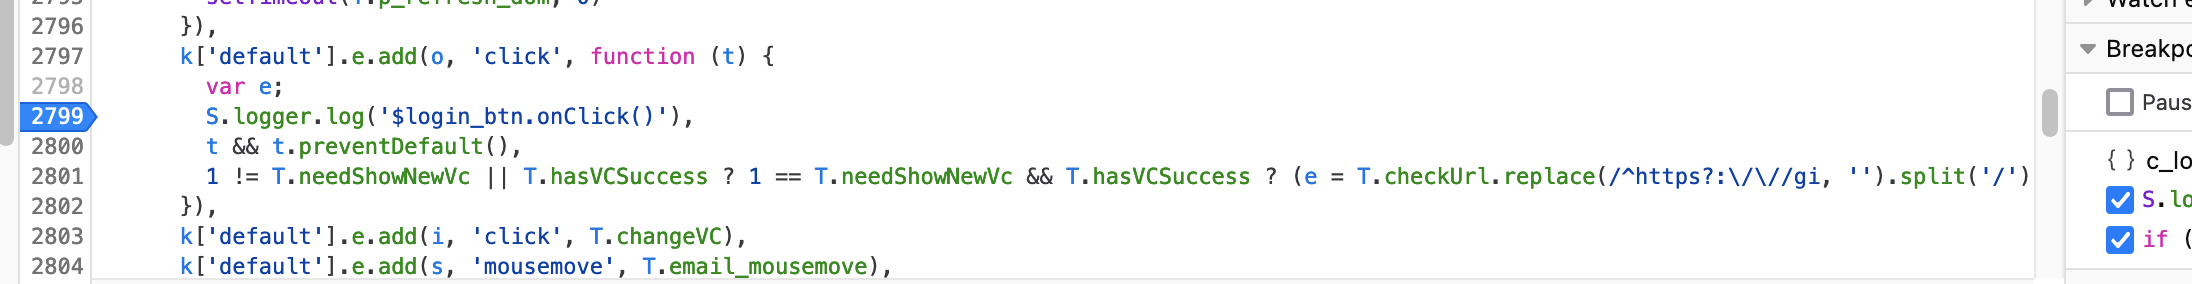 2796 }),
2797 k['default'].e.add(o, 'click', function (t) {
2798 var e;
2799 S.logger.log('$login_btn.onClick()'),
2800 t && t.preventDefault(),
2801 1 != T.needShowNewVc || T.hasVCSuccess ? 1 == T.needShowNewVc && T.hasVCSuccess ? (e = T.checkUrl.replace(/^https?:\/\//gi, '').split('/')
2802 }),
2803 k['default'].e.add(i, 'click', T.changeVC),
2804 k['default'].e.add(s, 'mousemove', T.email_mousemove),
Breakpo
Paus
{ } c_lo
S.lo
if (